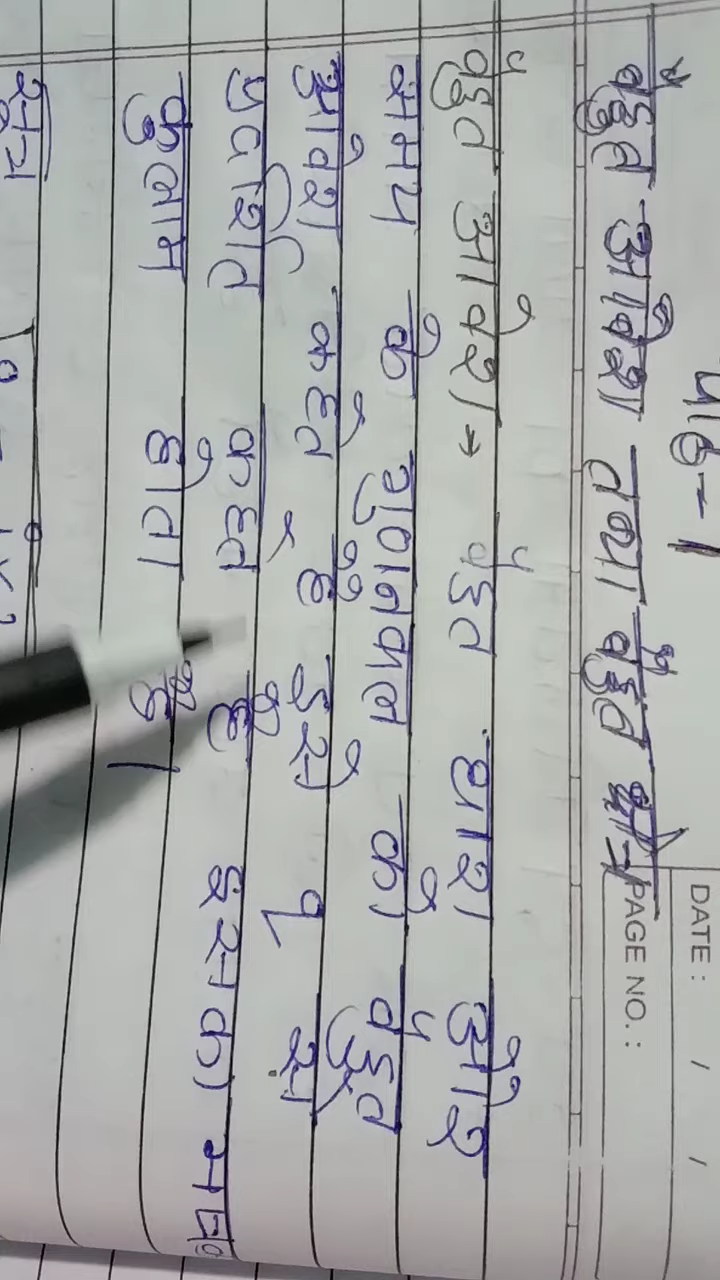 पाठ-1
DATE: / /
PAGE NO.:
वैधुत आवेश तथा वैधुत
वैधुत आवेश → वैधुत धारा और
समय के गुणनफल को वैधुत
आवेश कहते हैं इसे q से
प्रदर्शित करते हैं इसका मात्रक
कुलाम होता है।
सूत्र